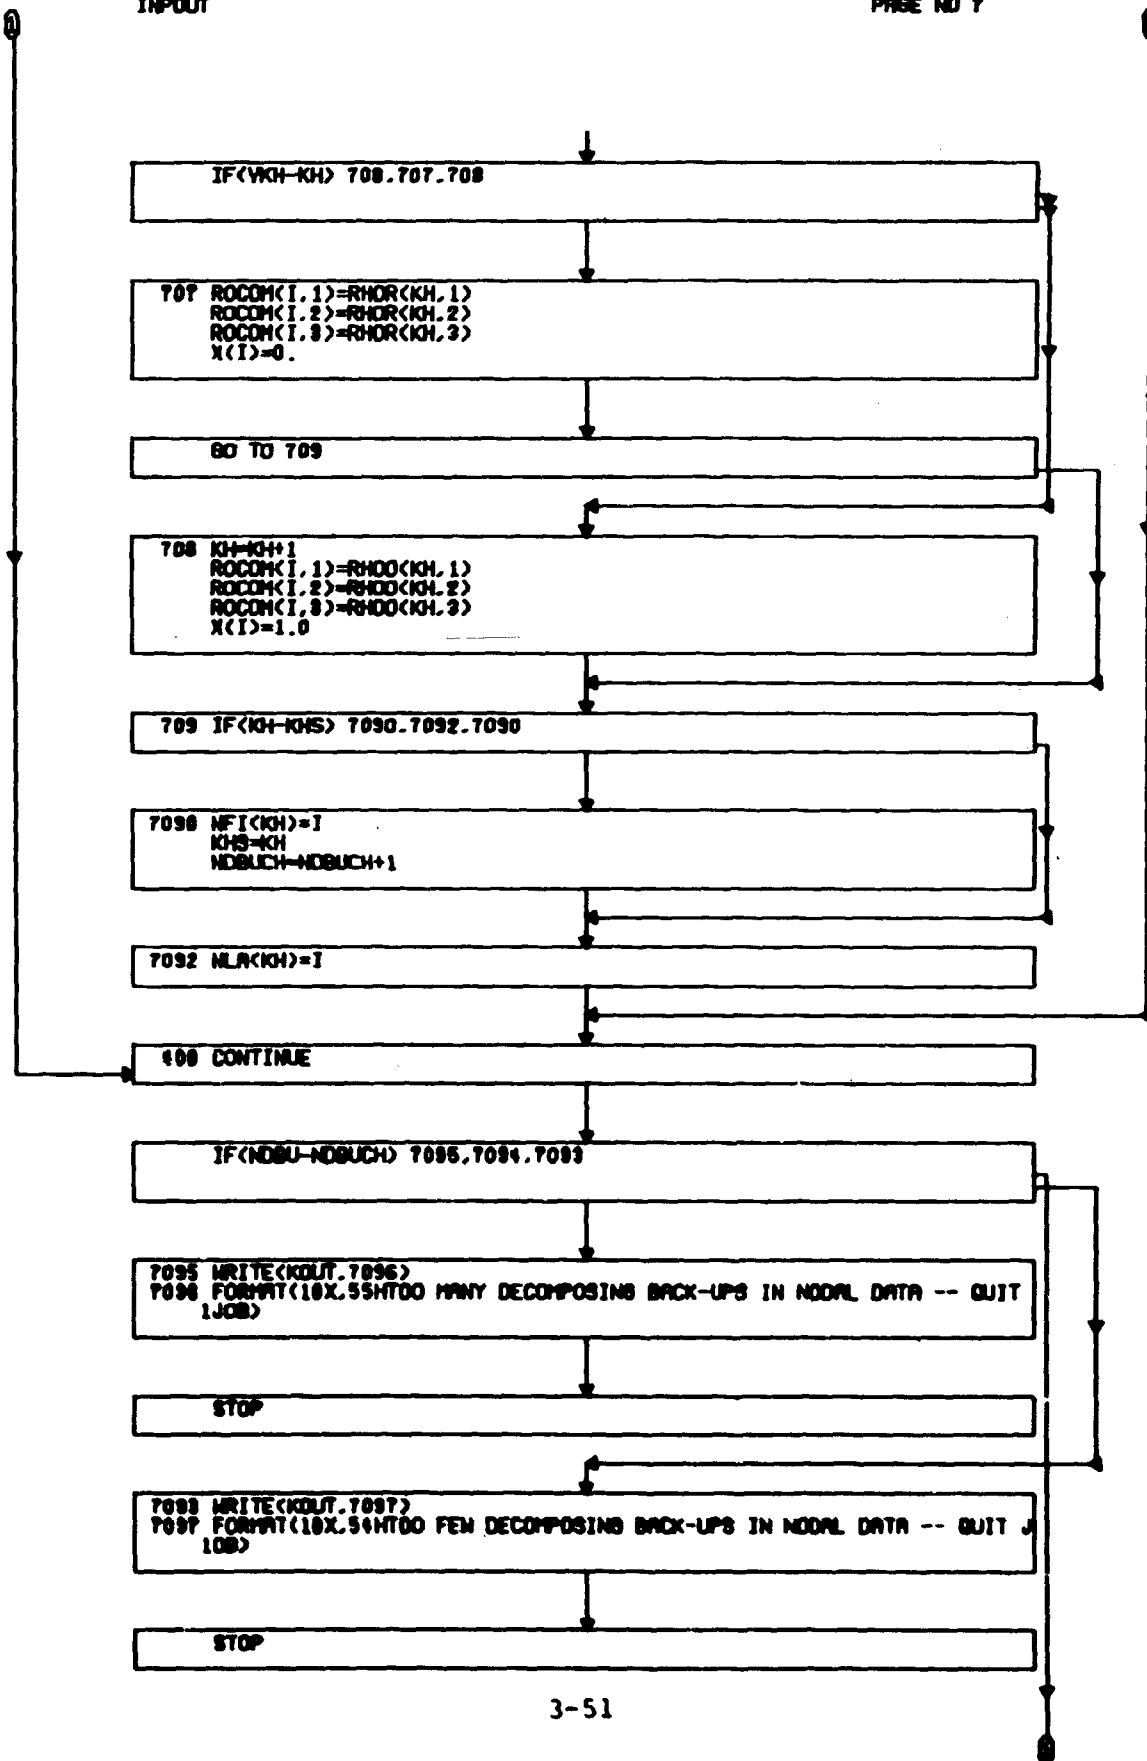 INPOUT PAGE NO 7
IF(VKH-KH) 708,707,708
707 ROCOM(I,1)=RHOR(KH,1)
ROCOM(I,2)=RHOR(KH,2)
ROCOM(I,3)=RHOR(KH,3)
X(I)=0.
GO TO 709
708 KH=KH+1
ROCOM(I,1)=RHOO(KH,1)
ROCOM(I,2)=RHOO(KH,2)
ROCOM(I,3)=RHOO(KH,3)
X(I)=1.0
709 IF(KH-KHS) 7090,7092,7090
7090 NFI(KH)=I
KHS=KH
NDBUCH=NDBUCH+1
7092 NLA(KH)=I
400 CONTINUE
IF(NDBU-NDBUCH) 7095,7094,7093
7095 WRITE(KOUT,7096)
7096 FORMAT(10X,55HTOO MANY DECOMPOSING BACK-UPS IN NODAL DATA -- QUIT
1JOB)
STOP
7093 WRITE(KOUT,7097)
7097 FORMAT(10X,54HTOO FEW DECOMPOSING BACK-UPS IN NODAL DATA -- QUIT J
1OB)
STOP
3-51